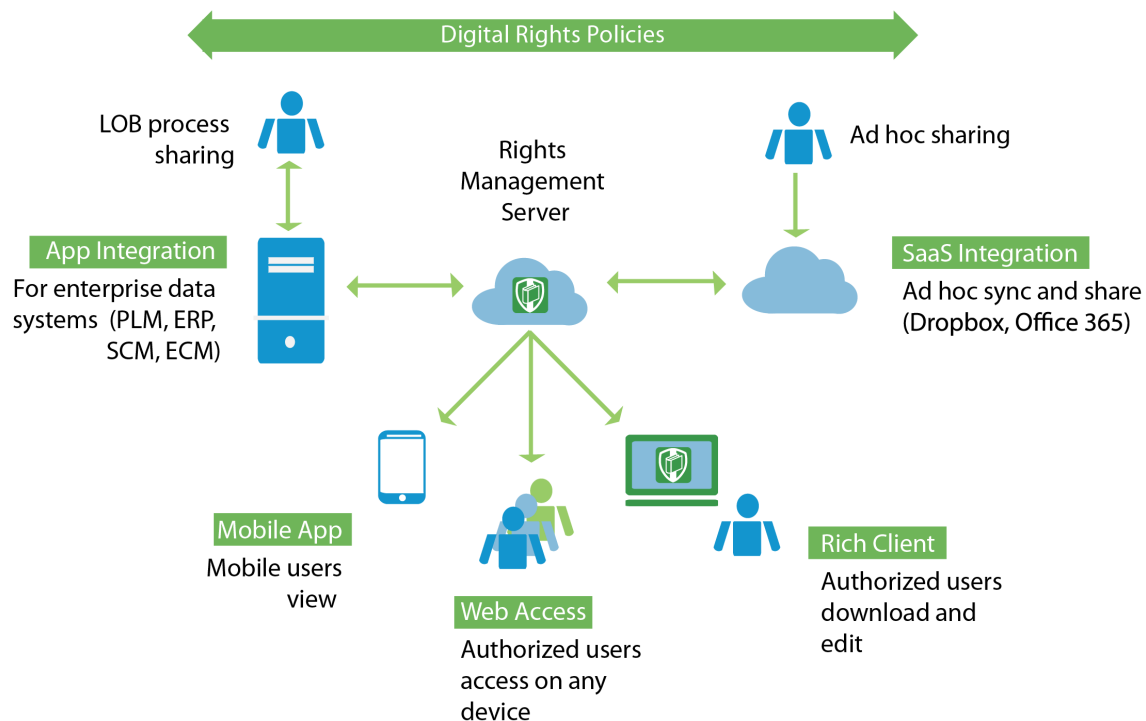 Digital Rights Policies
LOB process
sharing
Rights
Management
Server
Ad hoc sharing
App Integration
For enterprise data
systems (PLM, ERP,
SCM, ECM)
SaaS Integration
Ad hoc sync and share
(Dropbox, Office 365)
Mobile App
Mobile users
view
Web Access
Authorized users
access on any
device
Rich Client
Authorized users
download and
edit